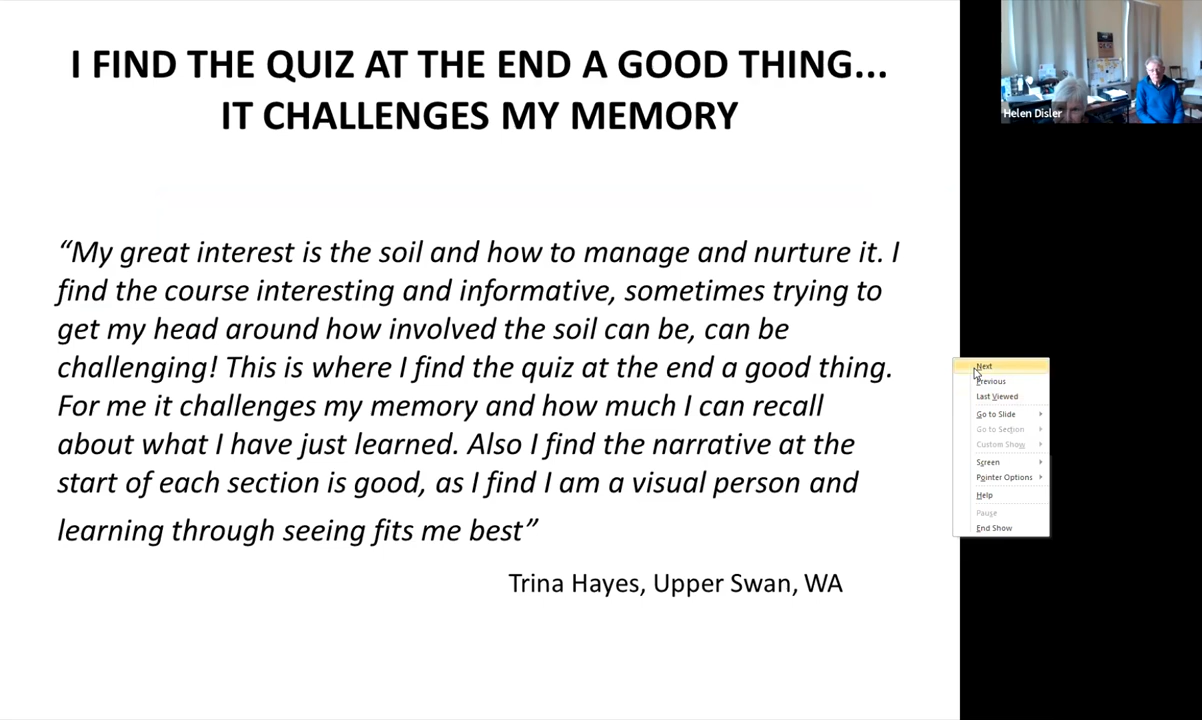 I FIND THE QUIZ AT THE END A GOOD THING...
IT CHALLENGES MY MEMORY
“My great interest is the soil and how to manage and nurture it. I
find the course interesting and informative, sometimes trying to
get my head around how involved the soil can be, can be
challenging! This is where I find the quiz at the end a good thing.
For me it challenges my memory and how much I can recall
about what I have just learned. Also I find the narrative at the
start of each section is good, as I find I am a visual person and
learning through seeing fits me best”
Trina Hayes, Upper Swan, WA
Helen Disler
Next
Previous
Last Viewed
Go to Slide
Go to Section
Custom Show
Screen
Pointer Options
Help
Pause
End Show